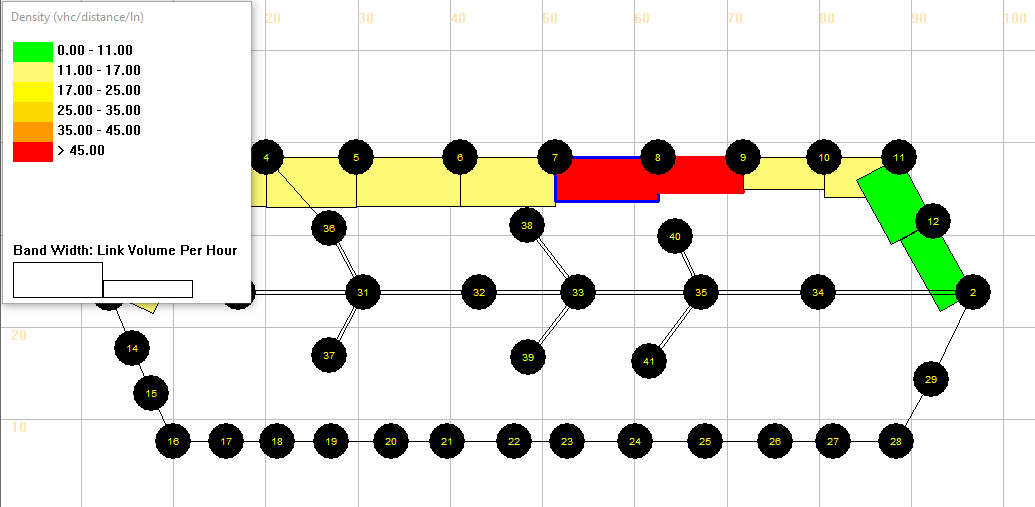 Density (vhc/distance/ln)
0.00 - 11.00
11.00 - 17.00
17.00 - 25.00
25.00 - 35.00
35.00 - 45.00
> 45.00
Band Width: Link Volume Per Hour
20 30 40 50 60 70 80 90 100
4 5 6 7 8 9 10 11
36 38 40 12
31 32 33 35 34 2
20
14 37 39 41
15 29
10
16 17 18 19 20 21 22 23 24 25 26 27 28